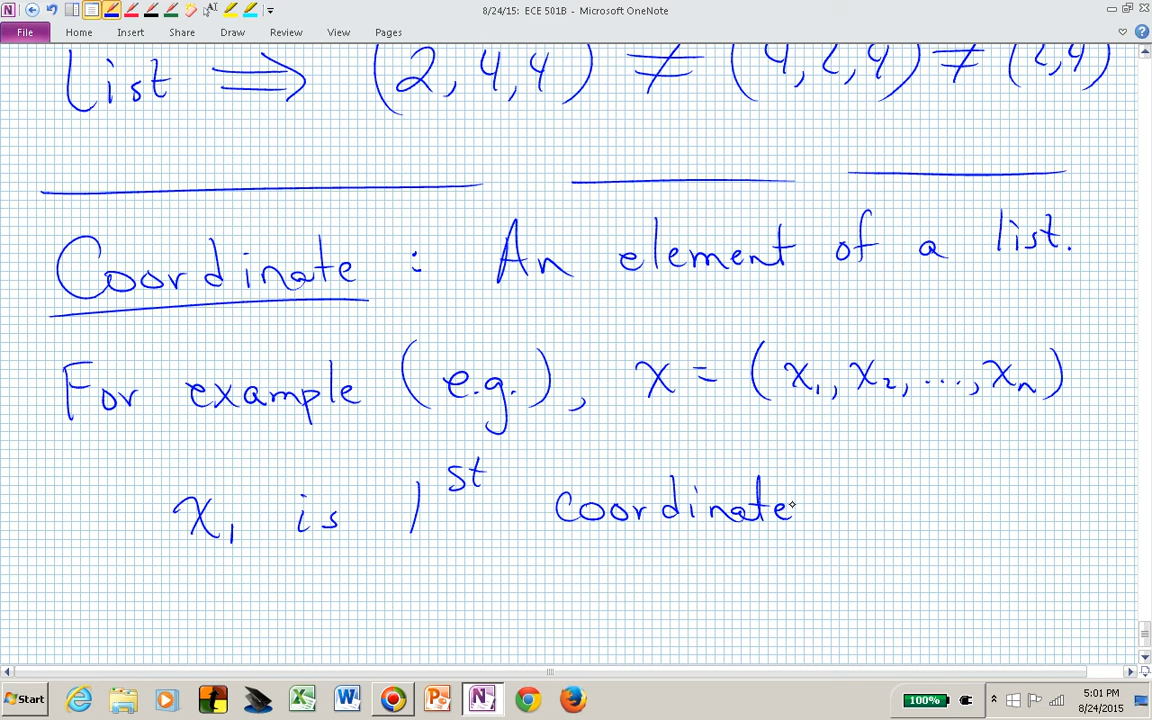 8/24/15: ECE 501B - Microsoft OneNote
File Home Insert Share Draw Review View Pages
List ⟹ (2, 4, 4) ≠ (4, 2, 4) ≠ (2, 4)
Coordinate : An element of a list.
For example (e.g.), x = (x₁, x₂, ..., xₙ)
x₁ is 1st coordinate
Start
100%
5:01 PM
8/24/2015